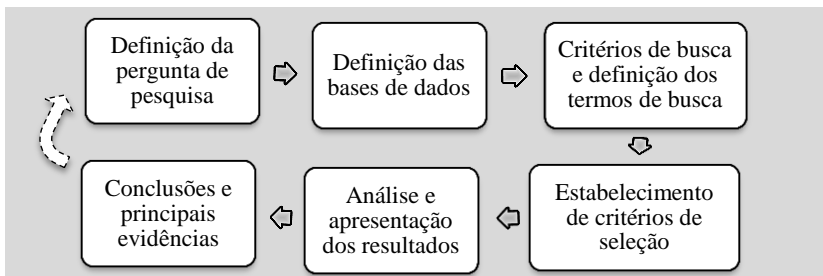 Definição da
pergunta de
pesquisa
Definição das
bases de dados
Critérios de busca
e definição dos
termos de busca
Estabelecimento
de critérios de
seleção
Análise e
apresentação
dos resultados
Conclusões e
principais
evidências